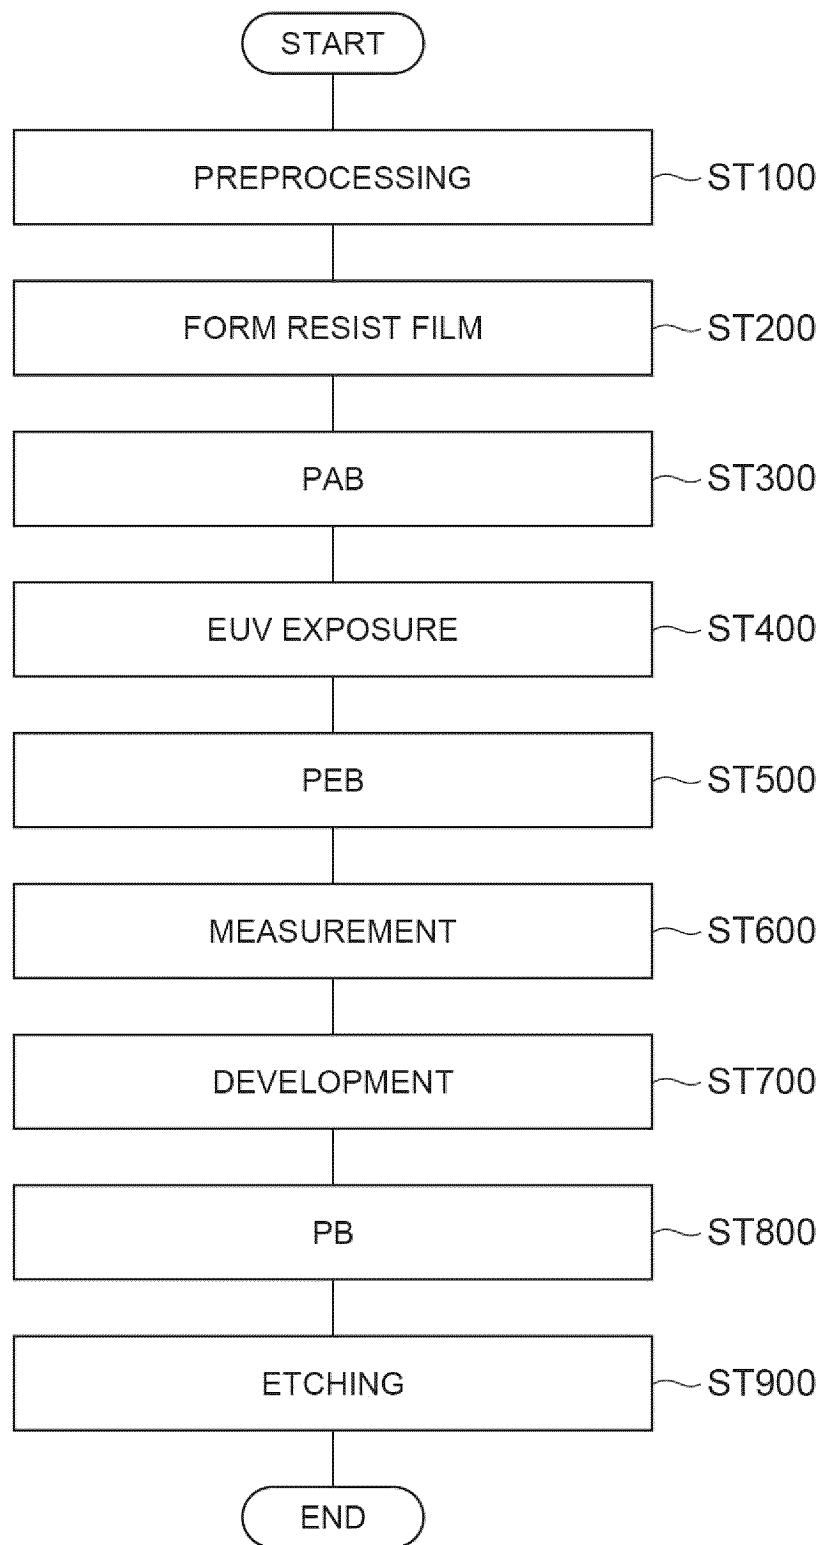 START
PREPROCESSING ST100
FORM RESIST FILM ST200
PAB ST300
EUV EXPOSURE ST400
PEB ST500
MEASUREMENT ST600
DEVELOPMENT ST700
PB ST800
ETCHING ST900
END